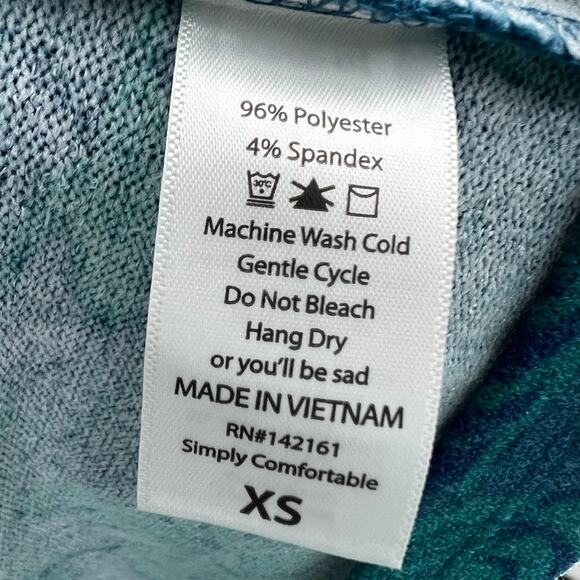 96% Polyester
4% Spandex
30°C
Machine Wash Cold
Gentle Cycle
Do Not Bleach
Hang Dry
or you'll be sad
MADE IN VIETNAM
RN#142161
Simply Comfortable
XS